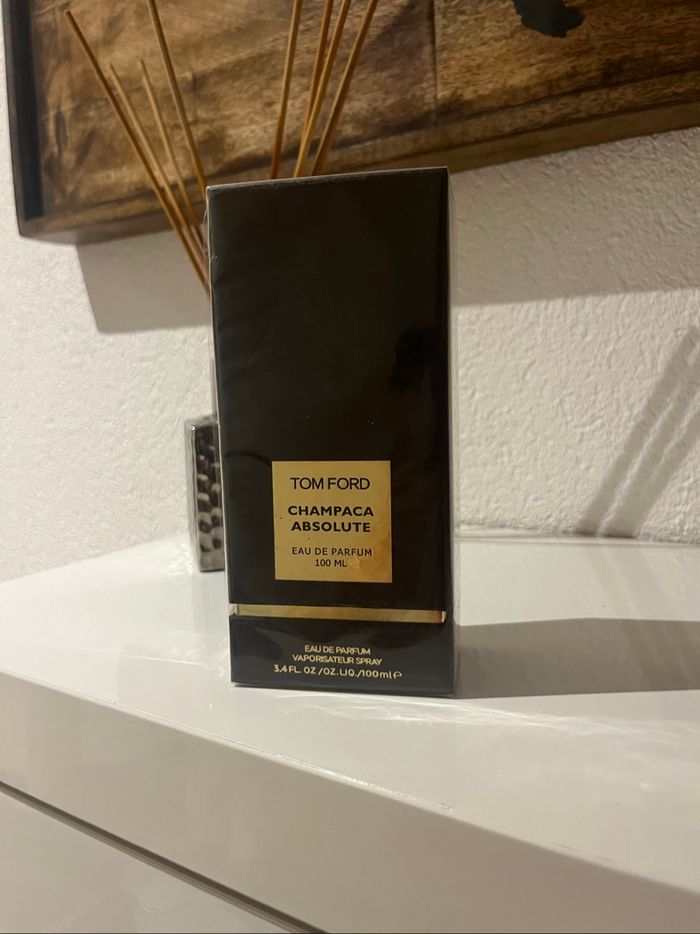 TOM FORD
CHAMPACA
ABSOLUTE
EAU DE PARFUM
100 ML
EAU DE PARFUM
VAPORISATEUR SPRAY
3.4 FL. OZ /OZ. LIQ./100ml℮